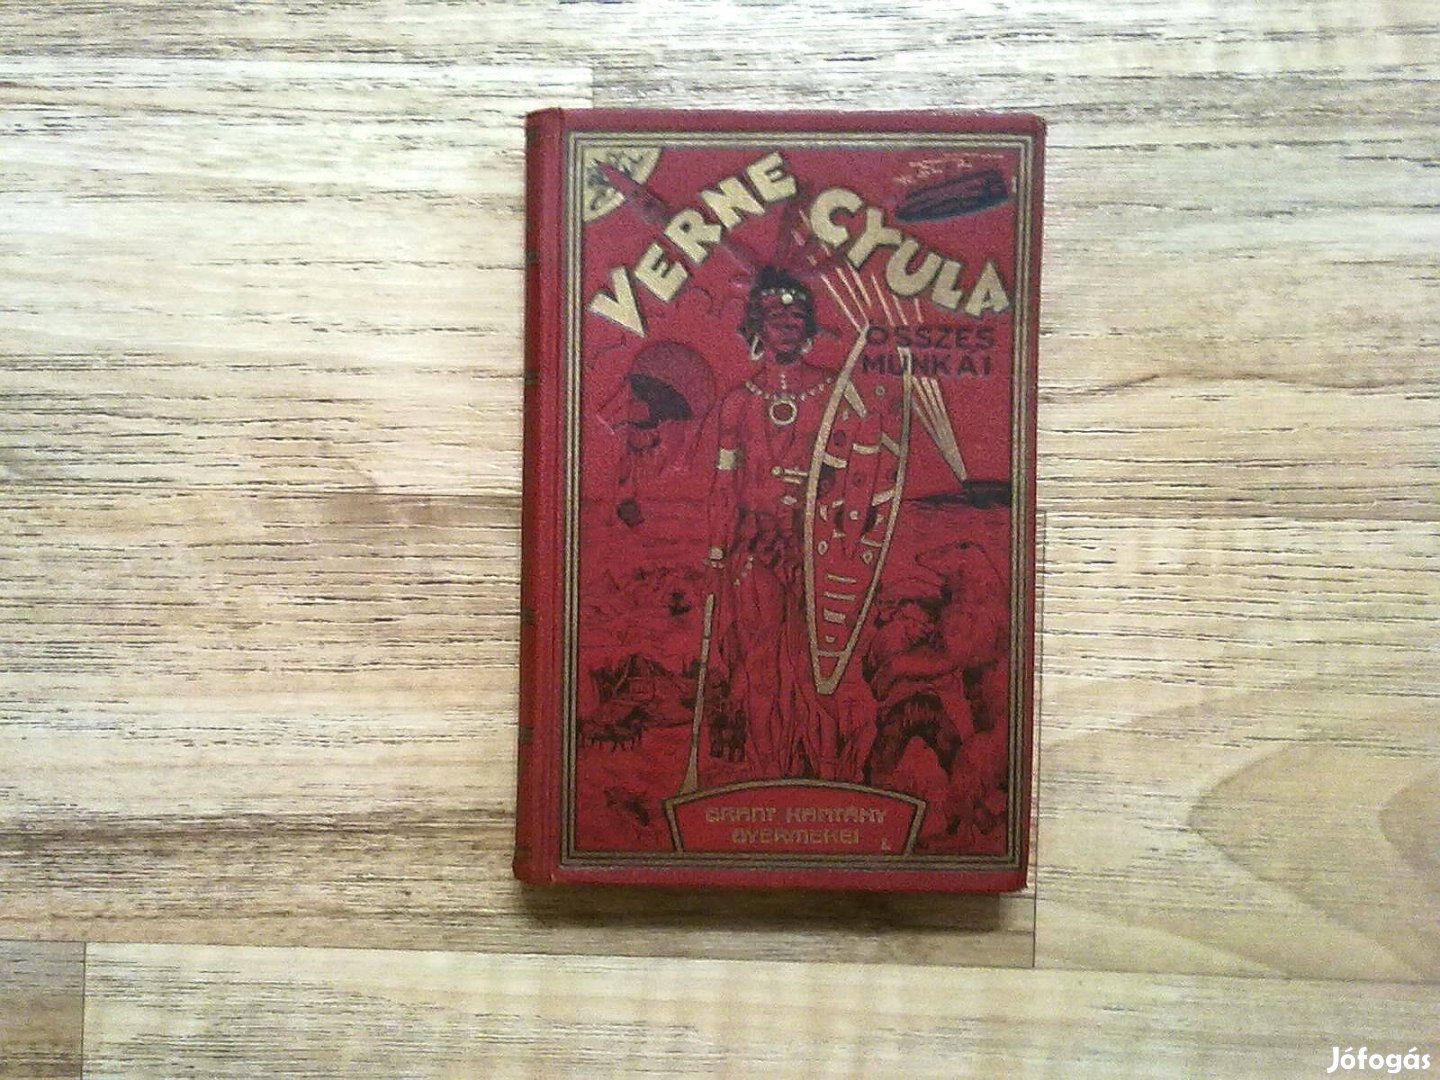 VERNE GYULA
ÖSSZES
MUNKÁI
GRANT KAPITÁNY
GYERMEKEI
Jófogás